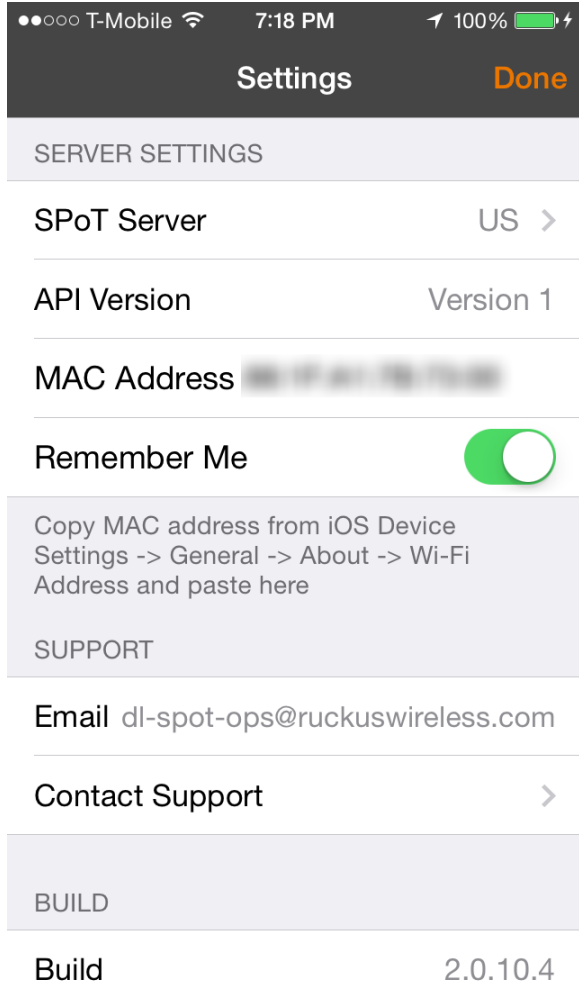 T-Mobile 7:18 PM 100%
Settings Done
SERVER SETTINGS
SPoT Server US
API Version Version 1
MAC Address
Remember Me
Copy MAC address from iOS Device
Settings -> General -> About -> Wi-Fi
Address and paste here
SUPPORT
Email dl-spot-ops@ruckuswireless.com
Contact Support
BUILD
Build 2.0.10.4